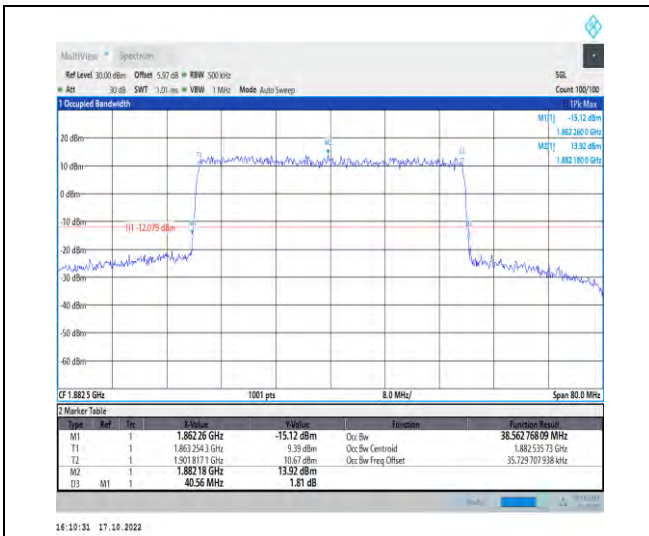 MultiView Spectrum
Ref Level 30.00 dBm Offset 5.97 dB RBW 500 kHz SGL
Att 30 dB SWT 1.01 ms VBW 1 MHz Mode Auto Sweep Count 100/100
1 Occupied Bandwidth 1Pk Max
M1[1] -15.12 dBm
1.862 260 0 GHz
20 dBm
M2[1] 13.92 dBm
1.882 180 0 GHz
M2
T1
T2
10 dBm
0 dBm
-10 dBm
H1 -12.079 dBm
-20 dBm
-30 dBm
-40 dBm
-50 dBm
-60 dBm
CF 1.882 5 GHz 1001 pts 8.0 MHz/ Span 80.0 MHz
2 Marker Table
Type Ref Trc X-Value Y-Value Function Function Result
M1 1 1.862 26 GHz -15.12 dBm Occ Bw 38.562 768 09 MHz
T1 1 1.863 254 3 GHz 9.39 dBm Occ Bw Centroid 1.882 535 73 GHz
T2 1 1.901 817 1 GHz 10.67 dBm Occ Bw Freq Offset 35.729 707 938 kHz
M2 1 1.882 18 GHz 13.92 dBm
D3 M1 1 40.56 MHz 1.81 dB
16:10:31 17.10.2022